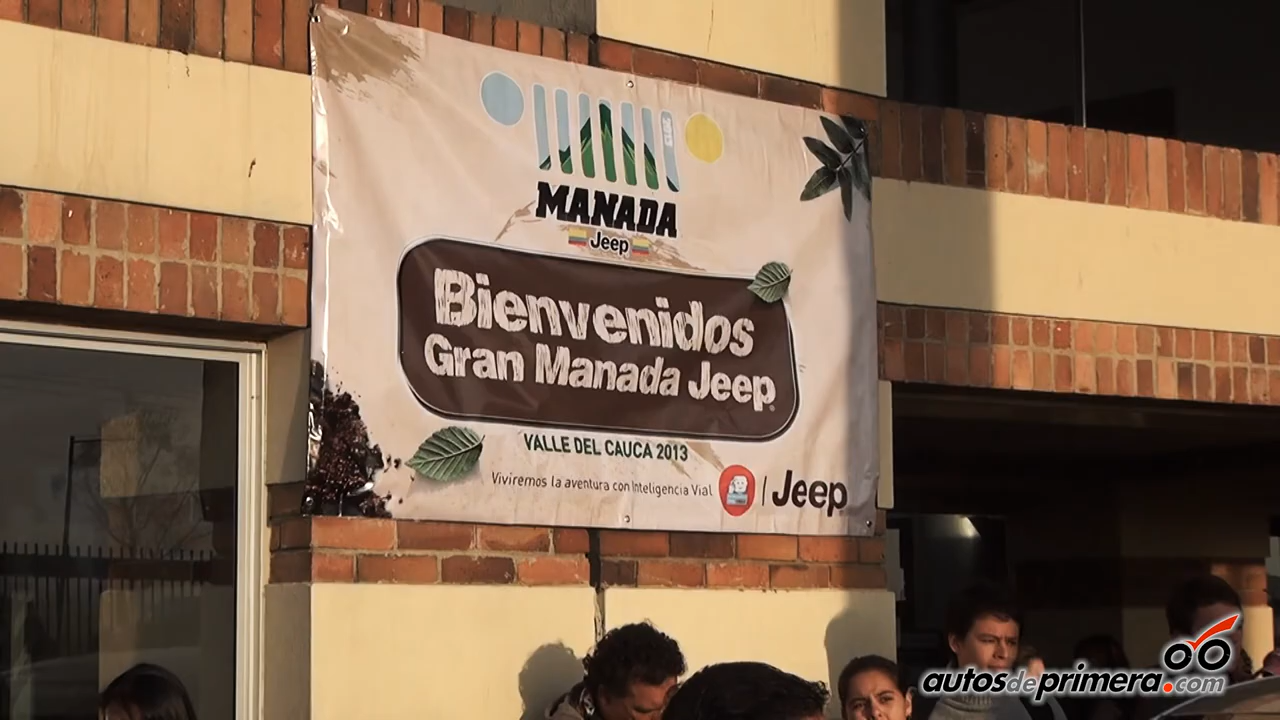 2013
MANADA
Jeep
Bienvenidos
Gran Manada Jeep®
VALLE DEL CAUCA 2013
Viviremos la aventura con Inteligencia Vial | Jeep
autosdeprimera.com